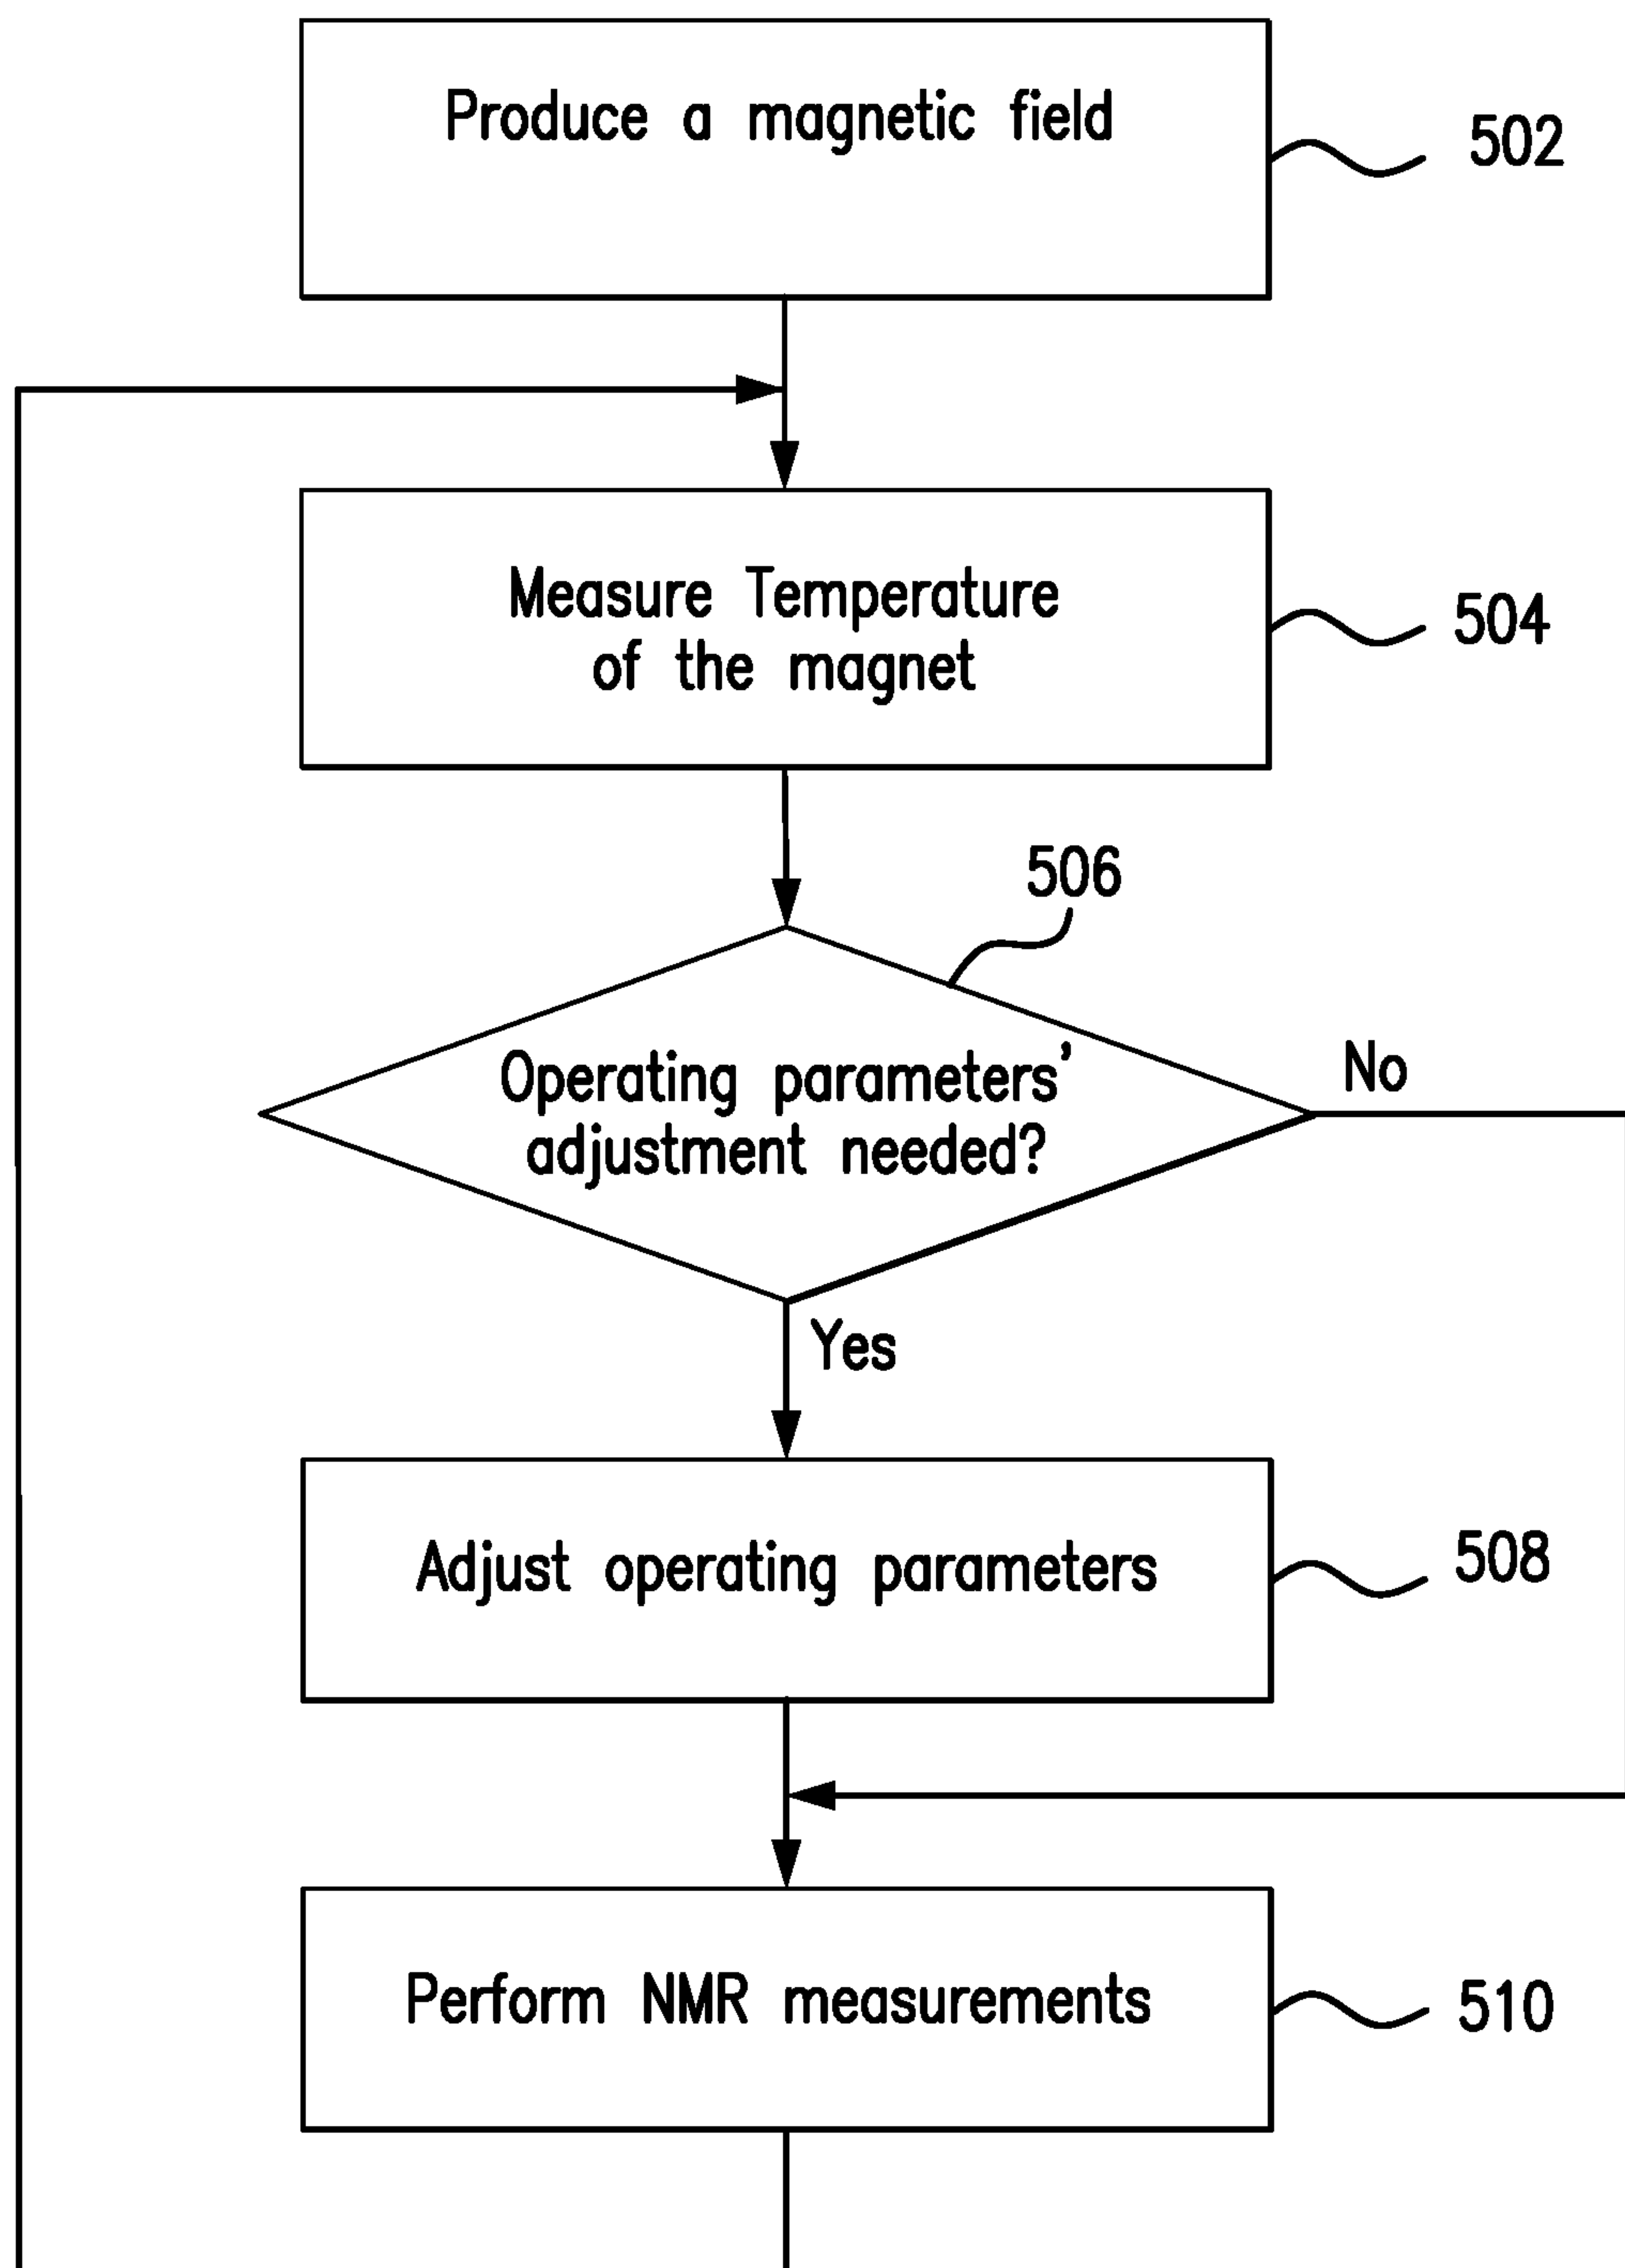 Produce a magnetic field
502
Measure Temperature
of the magnet
504
506
Operating parameters'
adjustment needed?
No
Yes
Adjust operating parameters
508
Perform NMR measurements
510